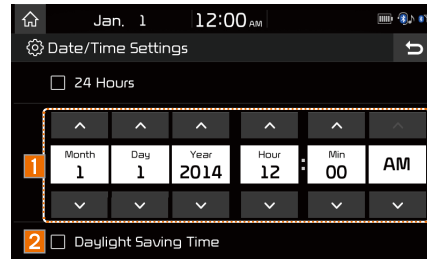 Jan. 1 12:00 AM
Date/Time Settings
24 Hours
Month Day Year Hour Min
1 1 1 2014 12 : 00 AM
2 Daylight Saving Time